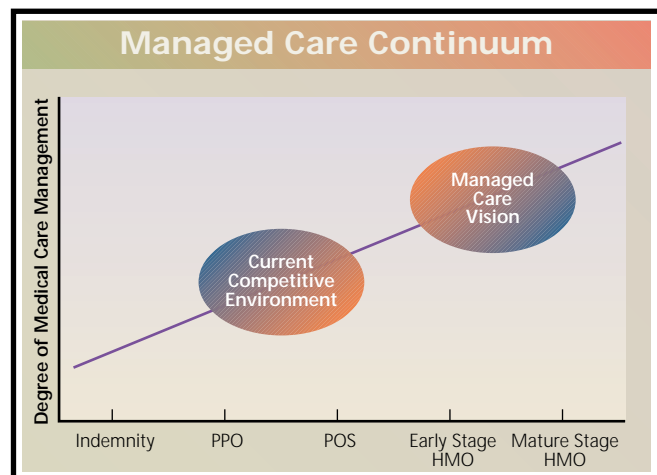 Managed Care Continuum
Degree of Medical Care Management
Managed
Care
Vision
Current
Competitive
Environment
Indemnity
PPO
POS
Early Stage
HMO
Mature Stage
HMO